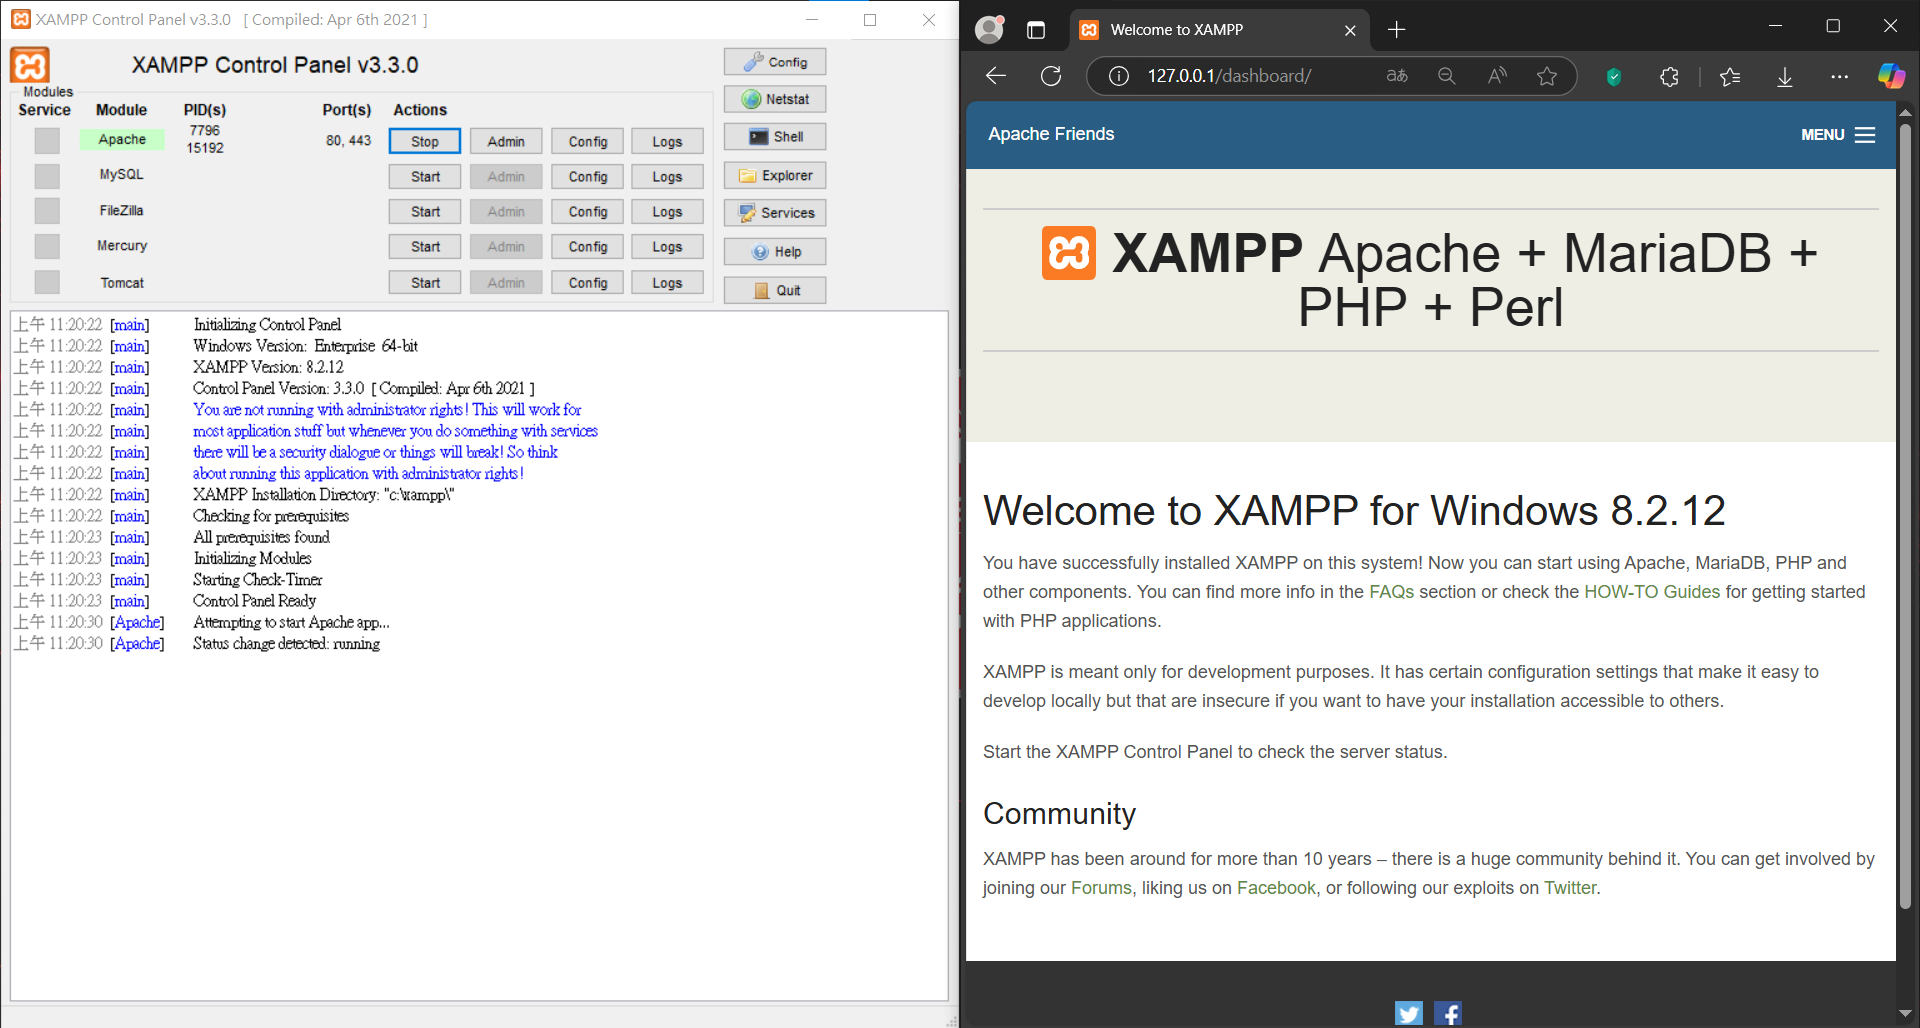 XAMPP Control Panel v3.3.0 [ Compiled: Apr 6th 2021 ]
XAMPP Control Panel v3.3.0
Modules
Service Module PID(s) Port(s) Actions
Apache 7796 15192 80, 443 Stop Admin Config Logs
MySQL Start Admin Config Logs
FileZilla Start Admin Config Logs
Mercury Start Admin Config Logs
Tomcat Start Admin Config Logs
Config
Netstat
Shell
Explorer
Services
Help
Quit
上午 11:20:22 [main] Initializing Control Panel
上午 11:20:22 [main] Windows Version: Enterprise 64-bit
上午 11:20:22 [main] XAMPP Version: 8.2.12
上午 11:20:22 [main] Control Panel Version: 3.3.0 [ Compiled: Apr 6th 2021 ]
上午 11:20:22 [main] You are not running with administrator rights! This will work for
上午 11:20:22 [main] most application stuff but whenever you do something with services
上午 11:20:22 [main] there will be a security dialogue or things will break! So think
上午 11:20:22 [main] about running this application with administrator rights!
上午 11:20:22 [main] XAMPP Installation Directory: "c:\xampp\"
上午 11:20:22 [main] Checking for prerequisites
上午 11:20:23 [main] All prerequisites found
上午 11:20:23 [main] Initializing Modules
上午 11:20:23 [main] Starting Check-Timer
上午 11:20:23 [main] Control Panel Ready
上午 11:20:30 [Apache] Attempting to start Apache app...
上午 11:20:30 [Apache] Status change detected: running
Welcome to XAMPP
127.0.0.1/dashboard/
Apache Friends
MENU
XAMPP Apache + MariaDB +
PHP + Perl
Welcome to XAMPP for Windows 8.2.12
You have successfully installed XAMPP on this system! Now you can start using Apache, MariaDB, PHP and
other components. You can find more info in the FAQs section or check the HOW-TO Guides for getting started
with PHP applications.
XAMPP is meant only for development purposes. It has certain configuration settings that make it easy to
develop locally but that are insecure if you want to have your installation accessible to others.
Start the XAMPP Control Panel to check the server status.
Community
XAMPP has been around for more than 10 years – there is a huge community behind it. You can get involved by
joining our Forums, liking us on Facebook, or following our exploits on Twitter.